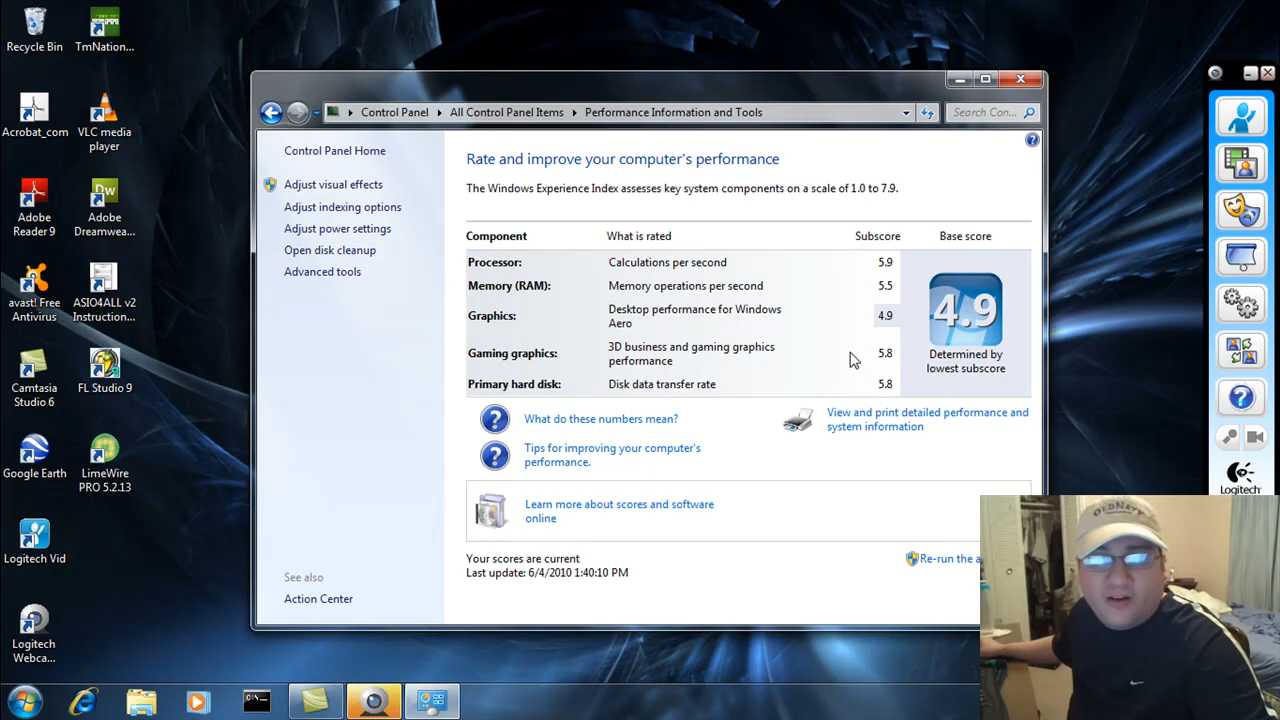 Recycle Bin
TmNation...
Acrobat_com
VLC media
player
Adobe
Reader 9
Adobe
Dreamwea...
avast! Free
Antivirus
ASIO4ALL v2
Instruction...
Camtasia
Studio 6
FL Studio 9
Google Earth
LimeWire
PRO 5.2.13
Logitech Vid
Logitech
Webca...
Control Panel
All Control Panel Items
Performance Information and Tools
Search Con...
Control Panel Home
Adjust visual effects
Adjust indexing options
Adjust power settings
Open disk cleanup
Advanced tools
See also
Action Center
Rate and improve your computer's performance
The Windows Experience Index assesses key system components on a scale of 1.0 to 7.9.
Component What is rated Subscore Base score
Processor: Calculations per second 5.9
Memory (RAM): Memory operations per second 5.5
Graphics: Desktop performance for Windows
Aero 4.9
Gaming graphics: 3D business and gaming graphics
performance 5.8
Primary hard disk: Disk data transfer rate 5.8
4.9
Determined by
lowest subscore
What do these numbers mean?
View and print detailed performance and
system information
Tips for improving your computer's
performance.
Learn more about scores and software
online
Your scores are current
Last update: 6/4/2010 1:40:10 PM
Re-run the a
Logitech
OLD NAVY
C:\_
Dw